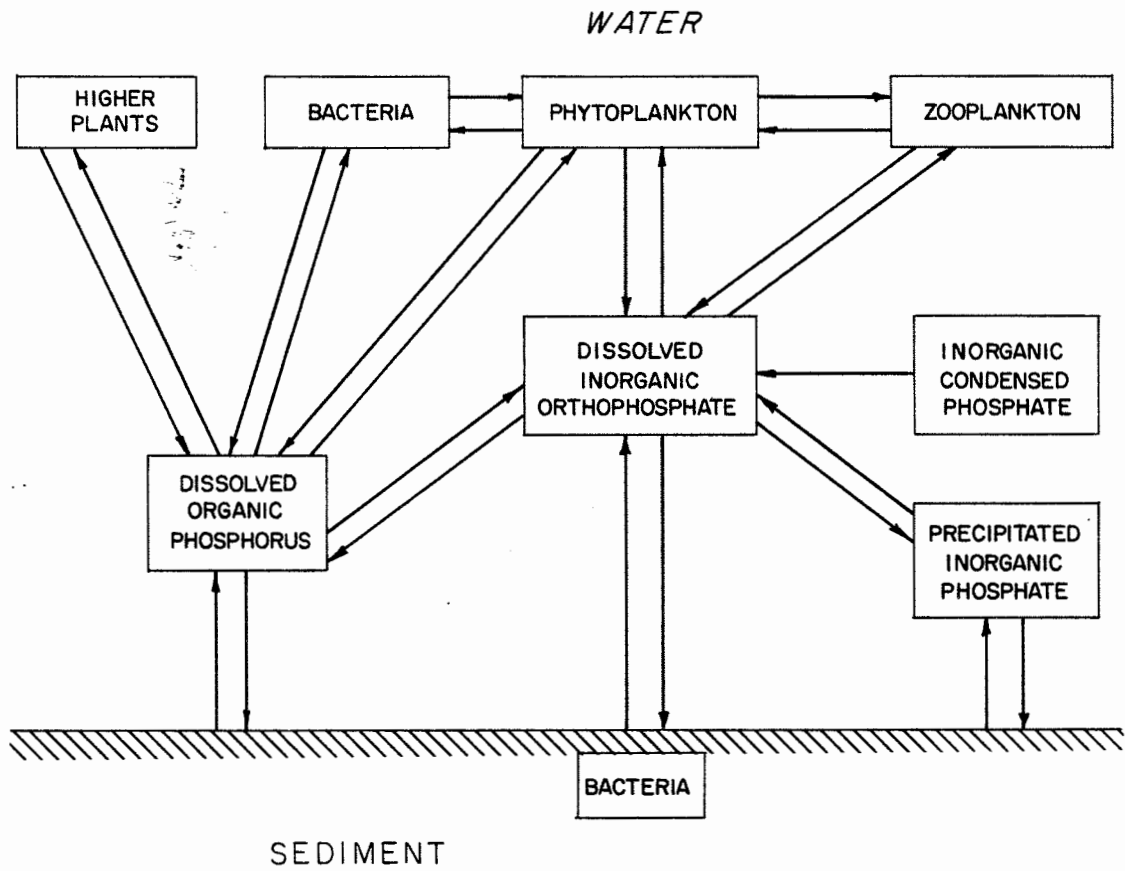 WATER
HIGHER
PLANTS
BACTERIA
PHYTOPLANKTON
ZOOPLANKTON
DISSOLVED
INORGANIC
ORTHOPHOSPHATE
INORGANIC
CONDENSED
PHOSPHATE
DISSOLVED
ORGANIC
PHOSPHORUS
PRECIPITATED
INORGANIC
PHOSPHATE
BACTERIA
SEDIMENT